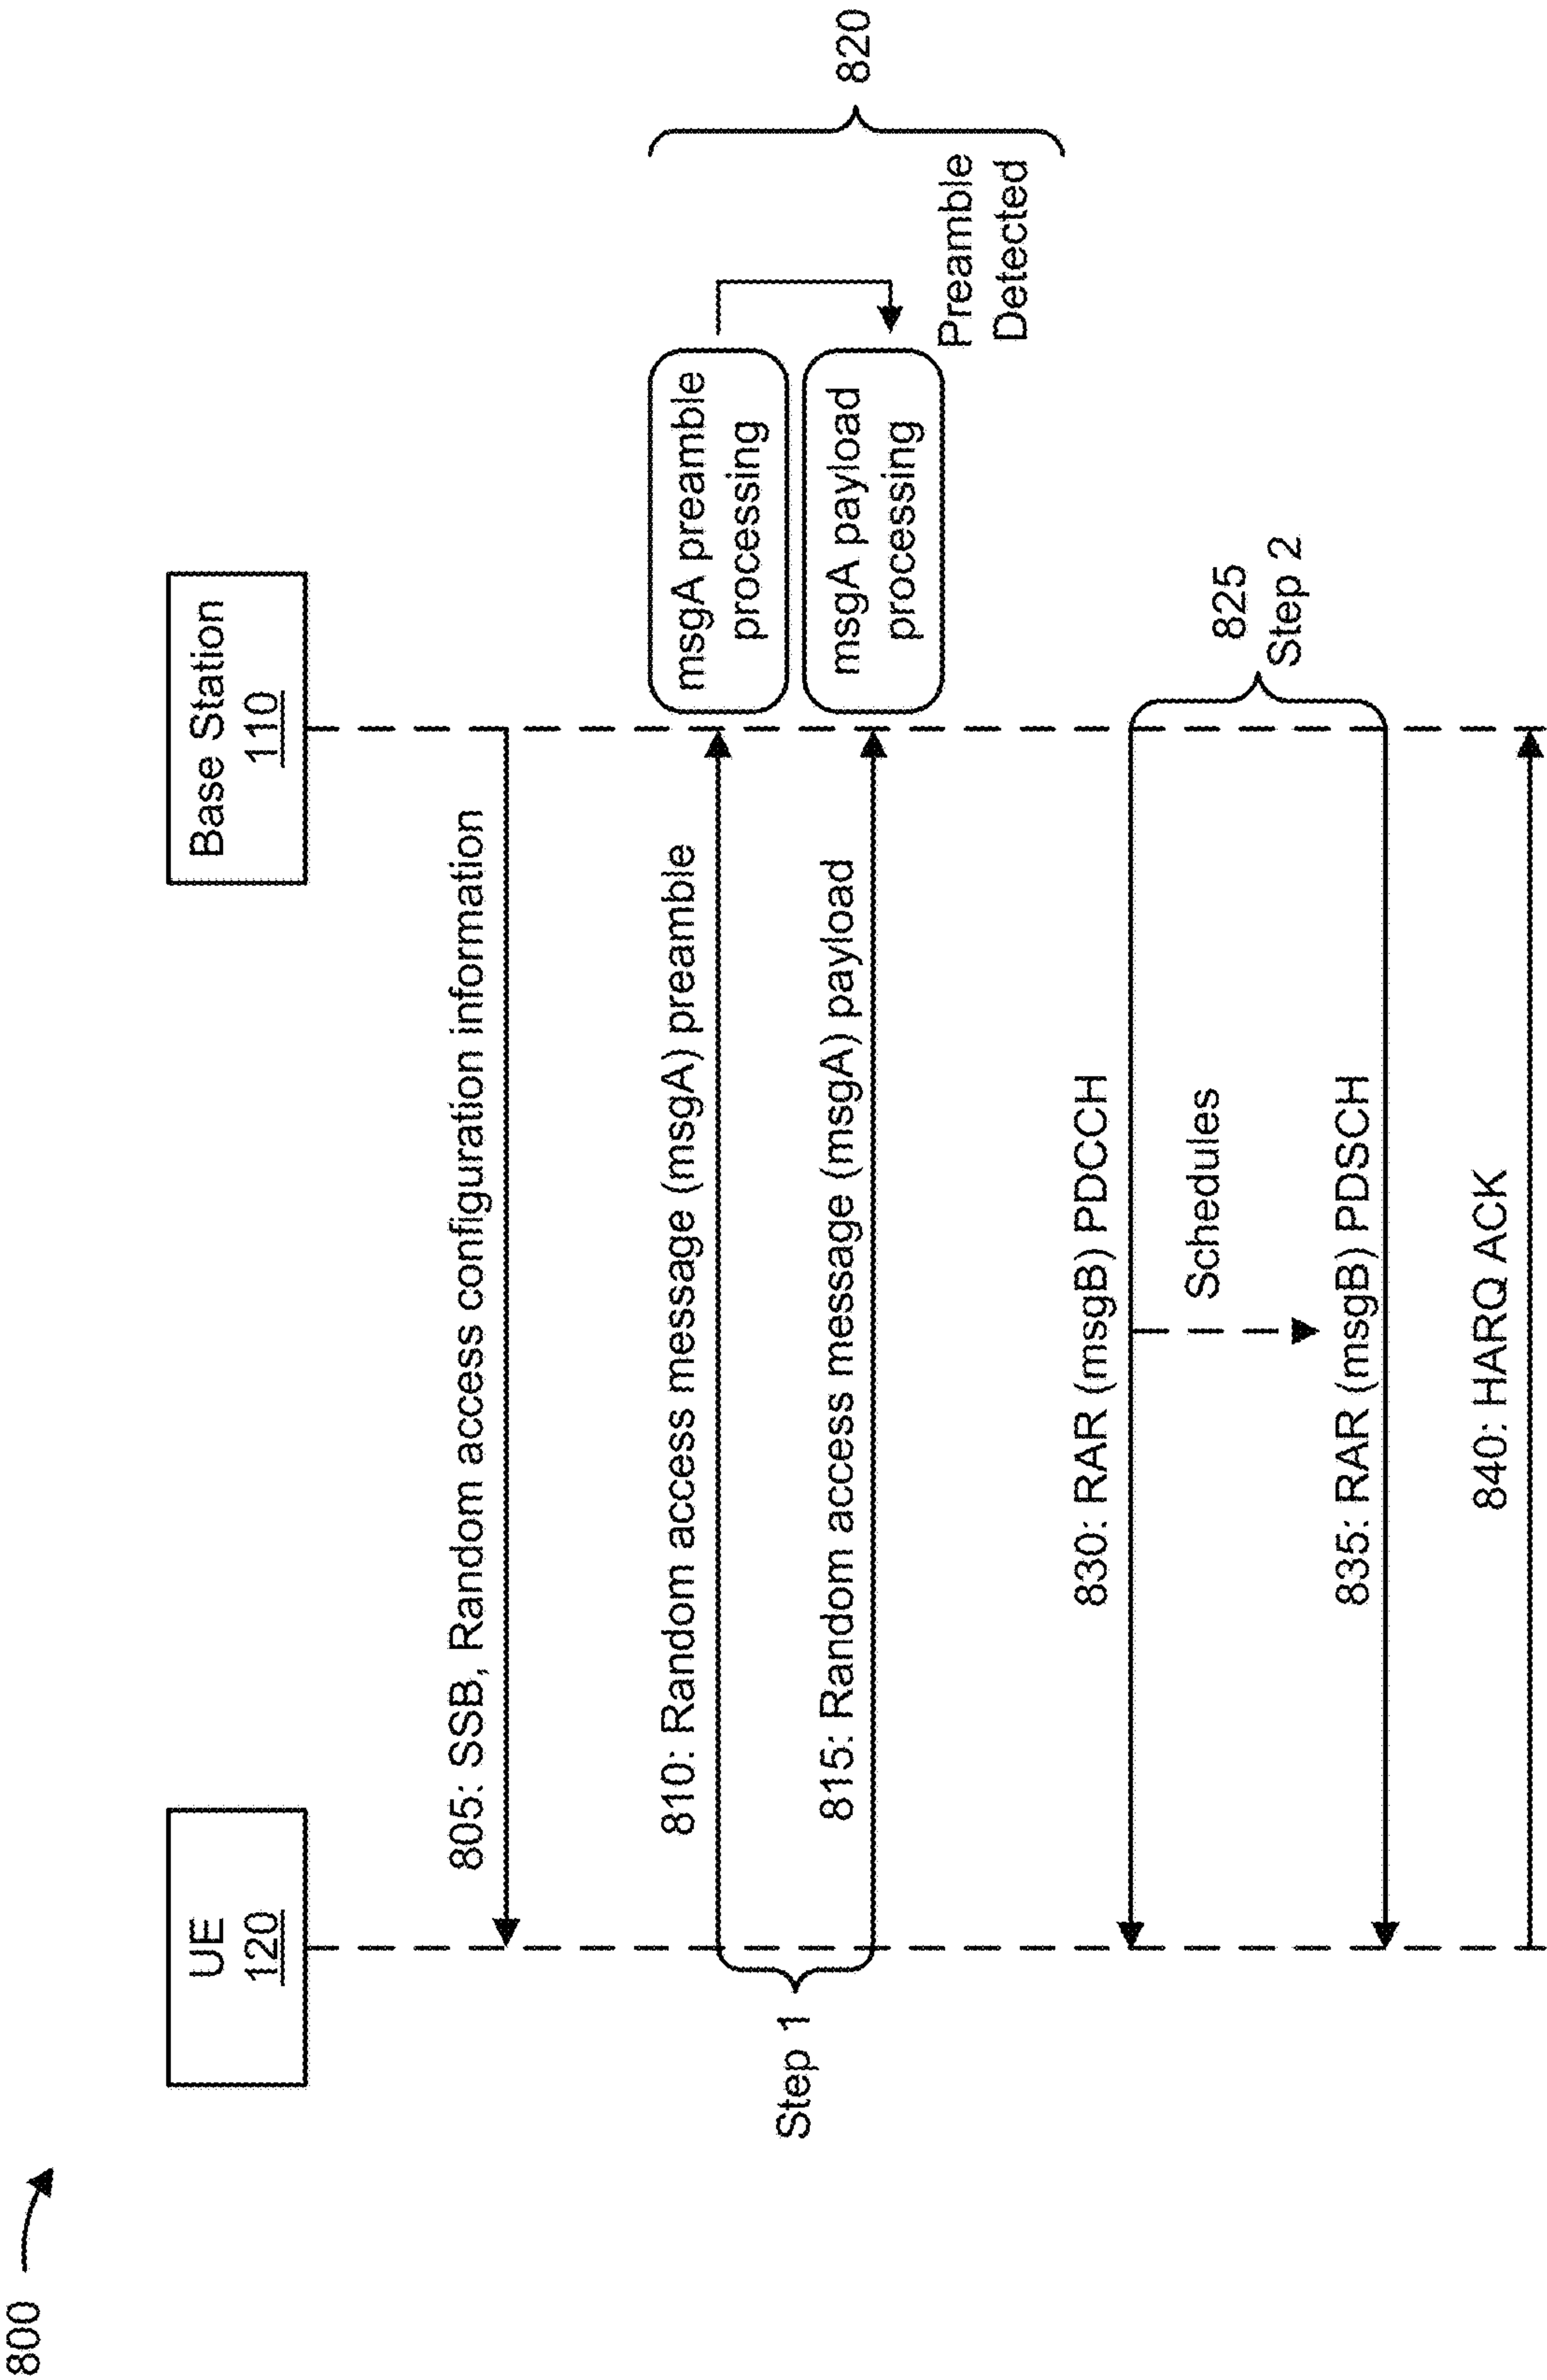 800
UE
120
Base Station
110
805: SSB, Random access configuration information
810: Random access message (msgA) preamble
msgA preamble
processing
Step 1
815: Random access message (msgA) payload
msgA payload
processing
Preamble
Detected
820
830: RAR (msgB) PDCCH
Schedules
825
Step 2
835: RAR (msgB) PDSCH
840: HARQ ACK